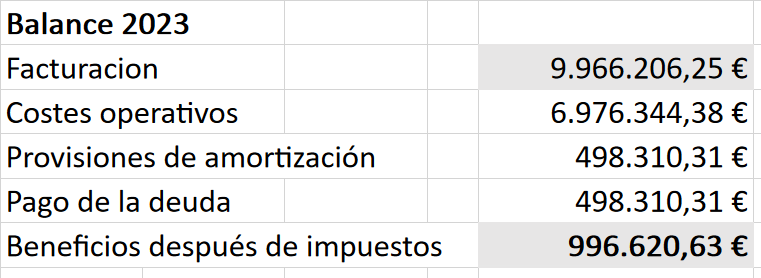 Balance 2023
Facturacion 9.966.206,25 €
Costes operativos 6.976.344,38 €
Provisiones de amortización 498.310,31 €
Pago de la deuda 498.310,31 €
Beneficios después de impuestos 996.620,63 €